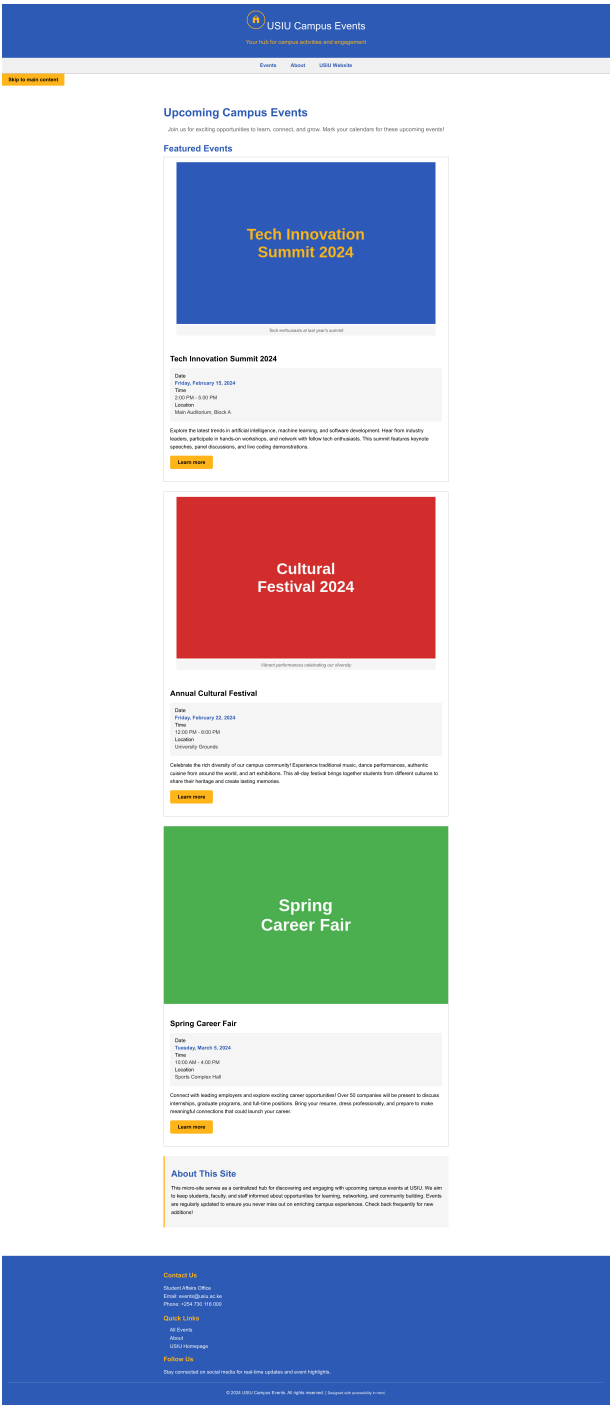 USIU Campus Events
Your hub for campus activities and engagement
Events About USIU Website
Skip to main content
Upcoming Campus Events
Join us for exciting opportunities to learn, connect, and grow. Mark your calendars for these upcoming events!
Featured Events
Tech Innovation
Summit 2024
Tech enthusiasts at last year's summit
Tech Innovation Summit 2024
Date
Friday, February 15, 2024
Time
2:00 PM - 5:00 PM
Location
Main Auditorium, Block A
Explore the latest trends in artificial intelligence, machine learning, and software development. Hear from industry
leaders, participate in hands-on workshops, and network with fellow tech enthusiasts. This summit features keynote
speeches, panel discussions, and live coding demonstrations.
Learn more
Cultural
Festival 2024
Vibrant performances celebrating our diversity
Annual Cultural Festival
Date
Friday, February 22, 2024
Time
12:00 PM - 8:00 PM
Location
University Grounds
Celebrate the rich diversity of our campus community! Experience traditional music, dance performances, authentic
cuisine from around the world, and art exhibitions. This all-day festival brings together students from different cultures to
share their heritage and create lasting memories.
Learn more
Spring
Career Fair
Spring Career Fair
Date
Tuesday, March 5, 2024
Time
10:00 AM - 4:00 PM
Location
Sports Complex Hall
Connect with leading employers and explore exciting career opportunities! Over 50 companies will be present to discuss
internships, graduate programs, and full-time positions. Bring your resume, dress professionally, and prepare to make
meaningful connections that could launch your career.
Learn more
About This Site
This micro-site serves as a centralized hub for discovering and engaging with upcoming campus events at USIU. We aim
to keep students, faculty, and staff informed about opportunities for learning, networking, and community building. Events
are regularly updated to ensure you never miss out on enriching campus experiences. Check back frequently for new
additions!
Contact Us
Student Affairs Office
Email: events@usiu.ac.ke
Phone: +254 730 116 000
Quick Links
All Events
About
USIU Homepage
Follow Us
Stay connected on social media for real-time updates and event highlights.
© 2024 USIU Campus Events. All rights reserved. | Designed with accessibility in mind.